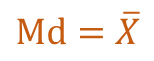 Md = X̅